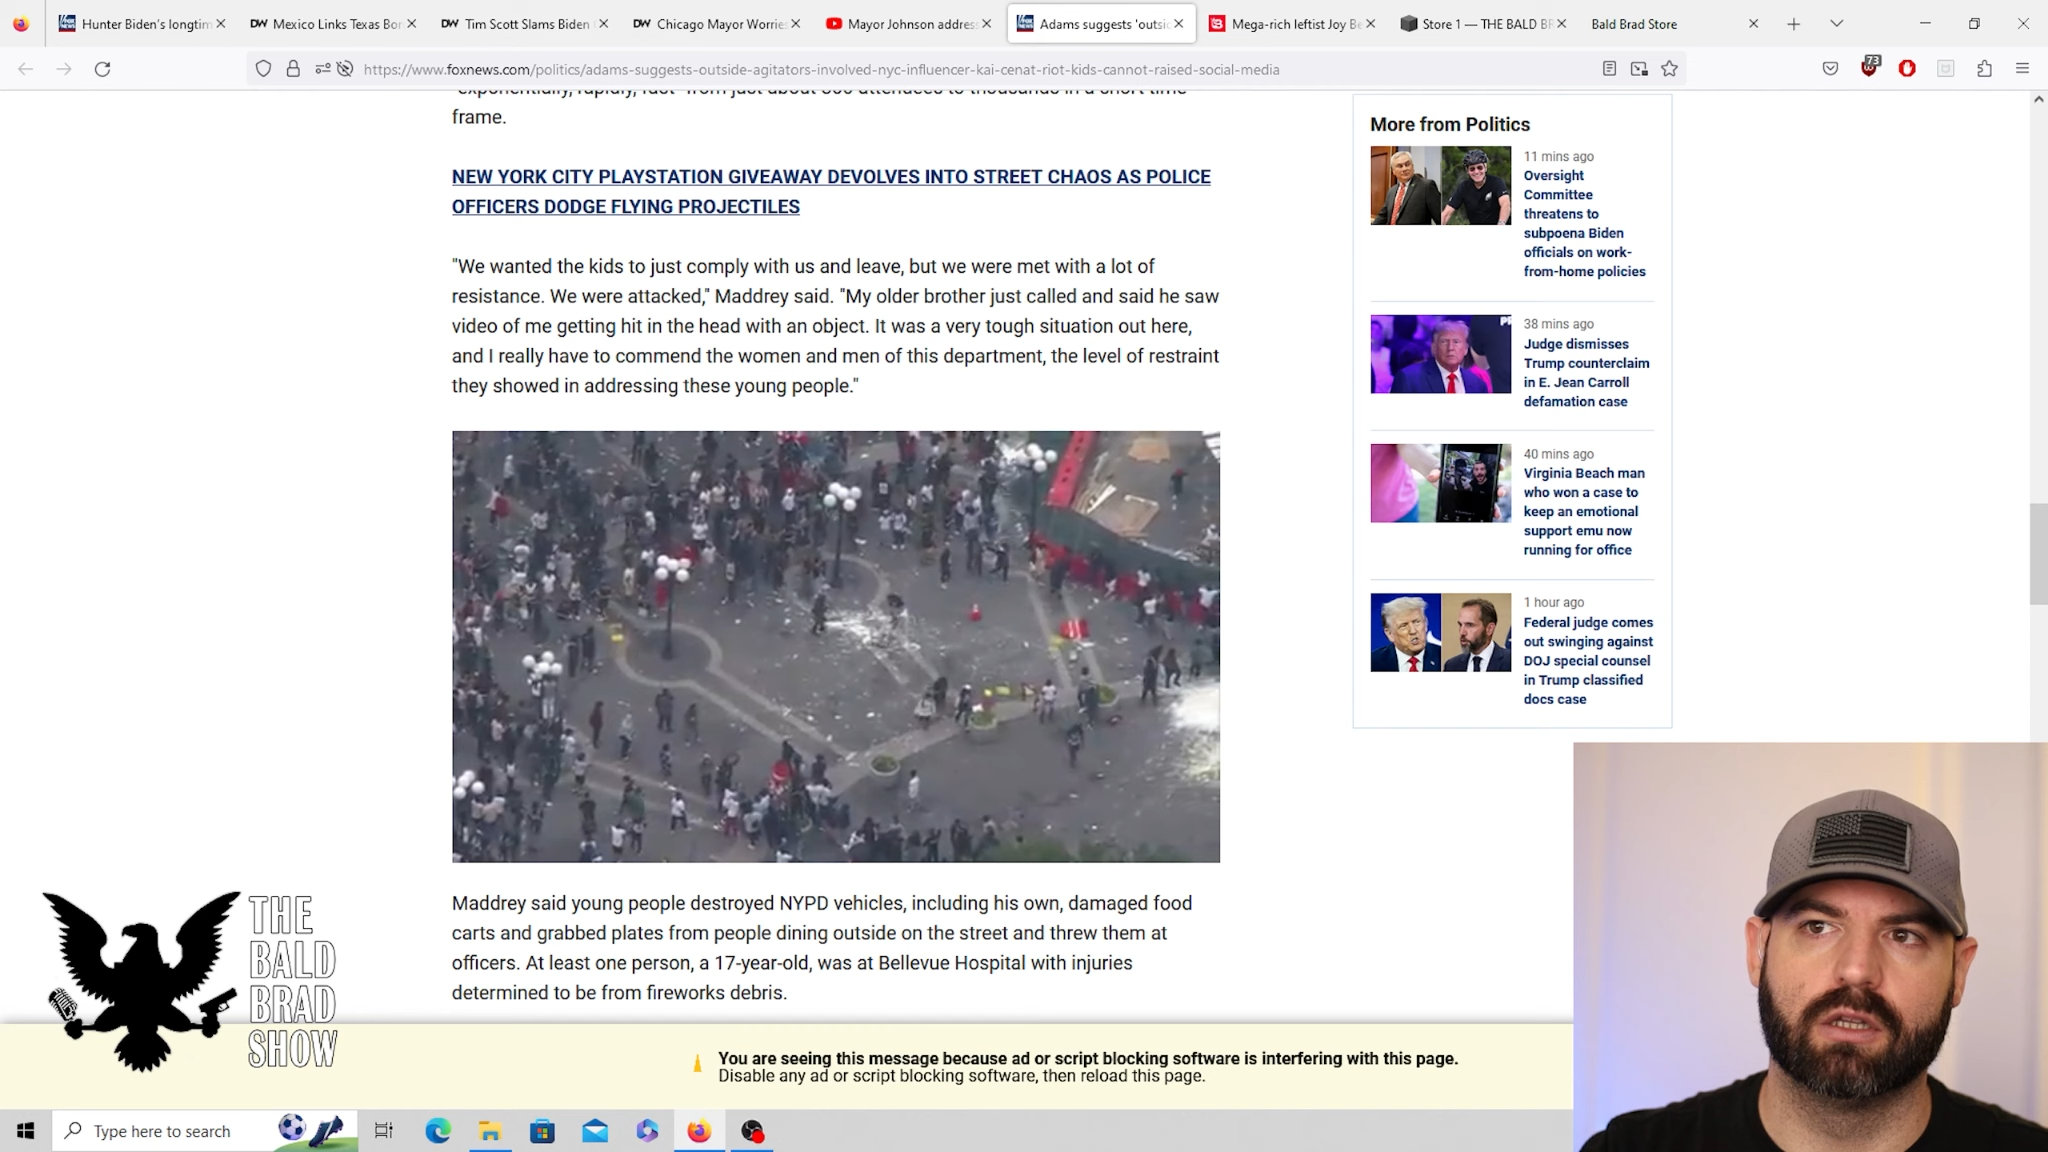 Hunter Biden's longtim
DW Mexico Links Texas Bor
DW Tim Scott Slams Biden
DW Chicago Mayor Worries
Mayor Johnson address
Adams suggests 'outsid
Mega-rich leftist Joy Be
Store 1 — THE BALD BR
Bald Brad Store
https://www.foxnews.com/politics/adams-suggests-outside-agitators-involved-nyc-influencer-kai-cenat-riot-kids-cannot-raised-social-media
73
frame.
NEW YORK CITY PLAYSTATION GIVEAWAY DEVOLVES INTO STREET CHAOS AS POLICE
OFFICERS DODGE FLYING PROJECTILES
"We wanted the kids to just comply with us and leave, but we were met with a lot of
resistance. We were attacked," Maddrey said. "My older brother just called and said he saw
video of me getting hit in the head with an object. It was a very tough situation out here,
and I really have to commend the women and men of this department, the level of restraint
they showed in addressing these young people."
Maddrey said young people destroyed NYPD vehicles, including his own, damaged food
carts and grabbed plates from people dining outside on the street and threw them at
officers. At least one person, a 17-year-old, was at Bellevue Hospital with injuries
determined to be from fireworks debris.
More from Politics
11 mins ago
Oversight
Committee
threatens to
subpoena Biden
officials on work-
from-home policies
38 mins ago
Judge dismisses
Trump counterclaim
in E. Jean Carroll
defamation case
40 mins ago
Virginia Beach man
who won a case to
keep an emotional
support emu now
running for office
1 hour ago
Federal judge comes
out swinging against
DOJ special counsel
in Trump classified
docs case
THE
BALD
BRAD
SHOW
You are seeing this message because ad or script blocking software is interfering with this page.
Disable any ad or script blocking software, then reload this page.
Type here to search